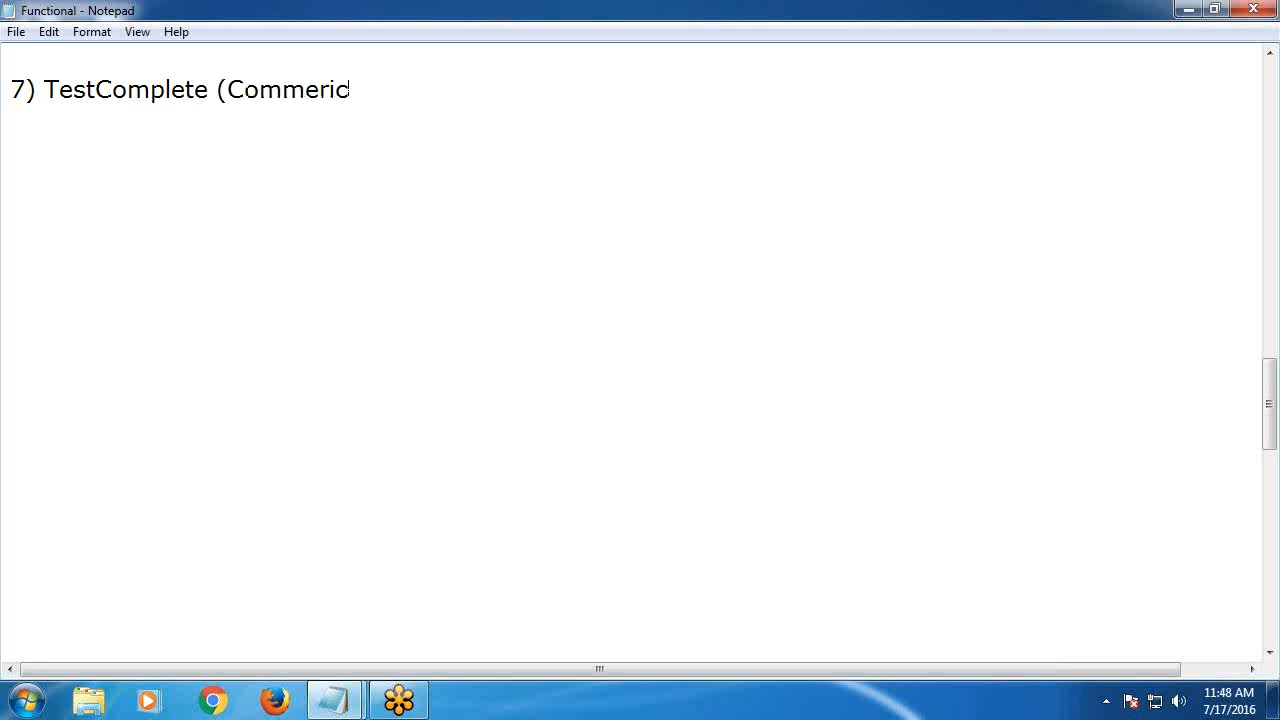 Functional - Notepad
File Edit Format View Help
7) TestComplete (Commeric
11:48 AM
7/17/2016